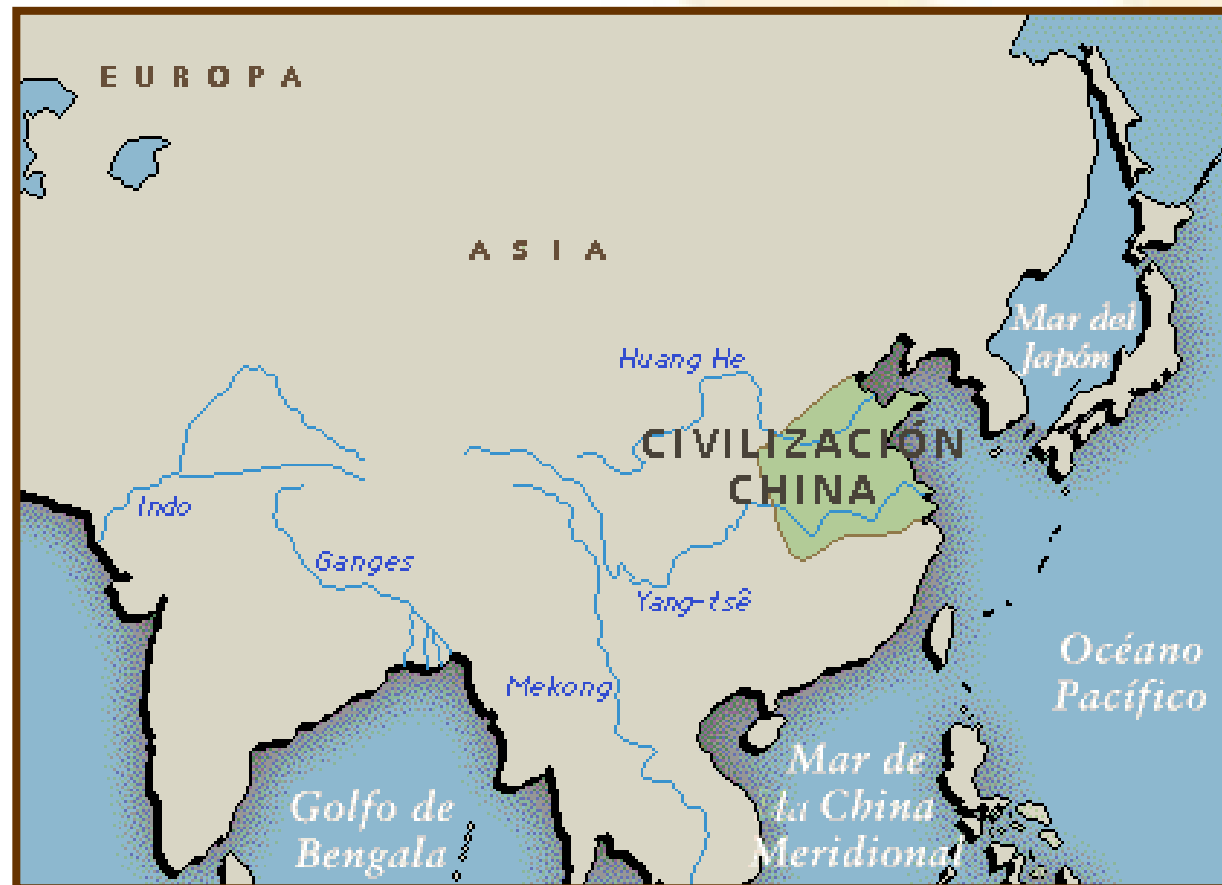 EUROPA
ASIA
Mar del
Japón
Huang He
CIVILIZACIÓN
CHINA
Indo
Ganges
Yang-tsê
Mekong
Océano
Pacífico
Golfo de
Bengala
Mar de
la China
Meridional